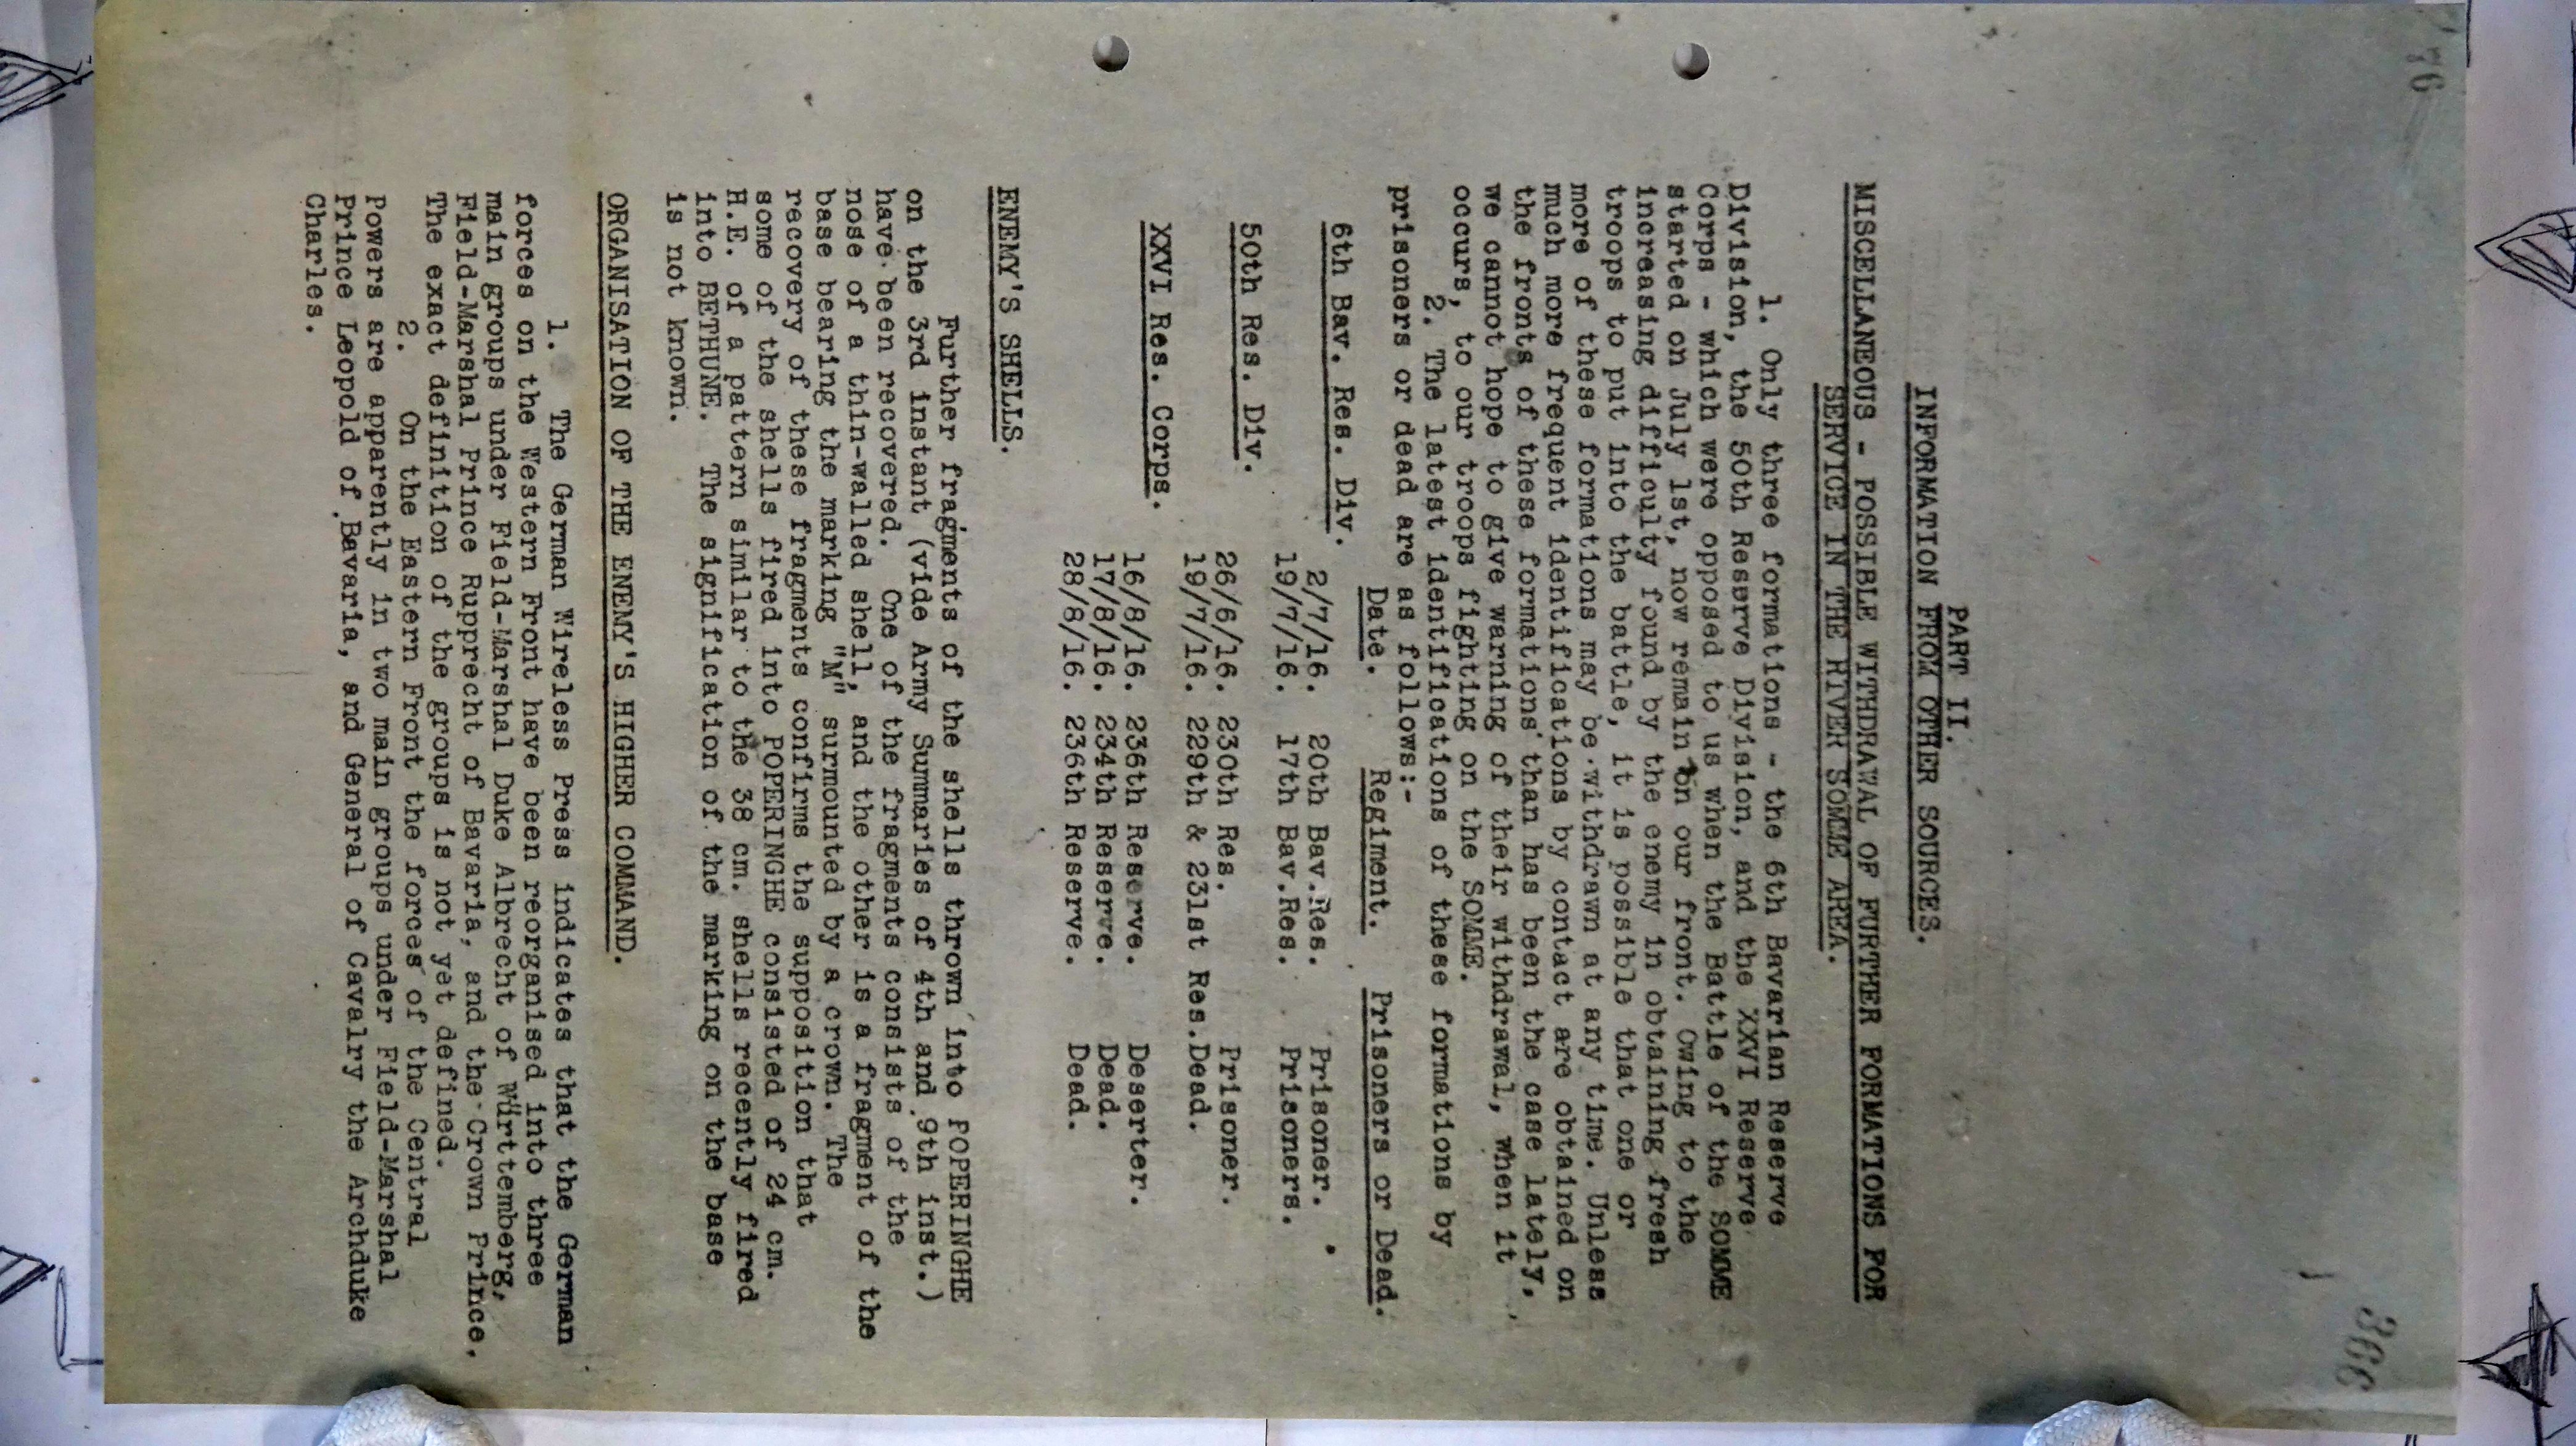 76
366
PART II.
INFORMATION FROM OTHER SOURCES.
MISCELLANEOUS - POSSIBLE WITHDRAWAL OF FURTHER FORMATIONS FOR
SERVICE IN THE RIVER SOMME AREA.
1. Only three formations - the 6th Bavarian Reserve
Division, the 50th Reserve Division, and the XXVI Reserve
Corps - which were opposed to us when the Battle of the SOMME
started on July 1st, now remain on our front. Owing to the
increasing difficulty found by the enemy in obtaining fresh
troops to put into the battle, it is possible that one or
more of these formations may be withdrawn at any time. Unless
much more frequent identifications by contact are obtained on
the fronts of these formations than has been the case lately,
we cannot hope to give warning of their withdrawal, when it
occurs, to our troops fighting on the SOMME.
2. The latest identifications of these formations by
prisoners or dead are as follows:-
Date. Regiment. Prisoners or Dead.
6th Bav. Res. Div. 2/7/16. 20th Bav.Res. Prisoner.
19/7/16. 17th Bav.Res. Prisoners.
50th Res. Div. 26/6/16. 230th Res. Prisoner.
19/7/16. 229th & 231st Res.Dead.
XXVI Res. Corps. 16/8/16. 236th Reserve. Deserter.
17/8/16. 234th Reserve. Dead.
28/8/16. 236th Reserve. Dead.
ENEMY'S SHELLS.
Further fragments of the shells thrown into POPERINGHE
on the 3rd instant (vide Army Summaries of 4th and 9th inst.)
have been recovered. One of the fragments consists of the
nose of a thin-walled shell, and the other is a fragment of the
base bearing the marking "M" surmounted by a crown. The
recovery of these fragments confirms the supposition that
some of the shells fired into POPERINGHE consisted of 24 cm.
H.E. of a pattern similar to the 38 cm. shells recently fired
into BETHUNE. The signification of the marking on the base
is not known.
ORGANISATION OF THE ENEMY'S HIGHER COMMAND.
1. The German Wireless Press indicates that the German
forces on the Western Front have been reorganised into three
main groups under Field-Marshal Duke Albrecht of Württemberg,
Field-Marshal Prince Rupprecht of Bavaria, and the Crown Prince.
The exact definition of the groups is not yet defined.
2. On the Eastern Front the forces of the Central
Powers are apparently in two main groups under Field-Marshal
Prince Leopold of Bavaria, and General of Cavalry the Archduke
Charles.